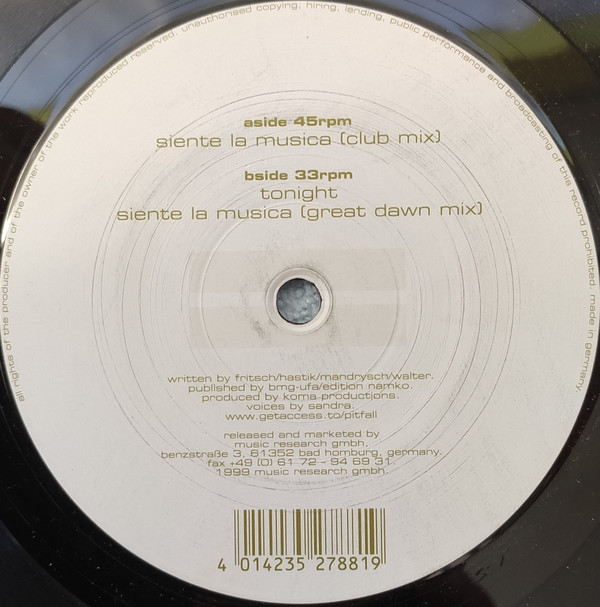 all rights of the producer and of the owner of the work reproduced reserved. unauthorised copying, hiring, lending, public performance and broadcasting of this record prohibited. made in germany.
aside 45rpm
siente la musica (club mix)
bside 33rpm
tonight
siente la musica (great dawn mix)
written by fritsch/hastik/mandrysch/walter.
published by bmg-ufa/edition namko.
produced by koma productions.
voices by sandra.
www.getaccess.to/pitfall
released and marketed by
music research gmbh.
benzstraße 3, 61352 bad homburg, germany.
fax +49 (0) 61 72 - 94 69 31.
1999 music research gmbh.
4 014235 278819